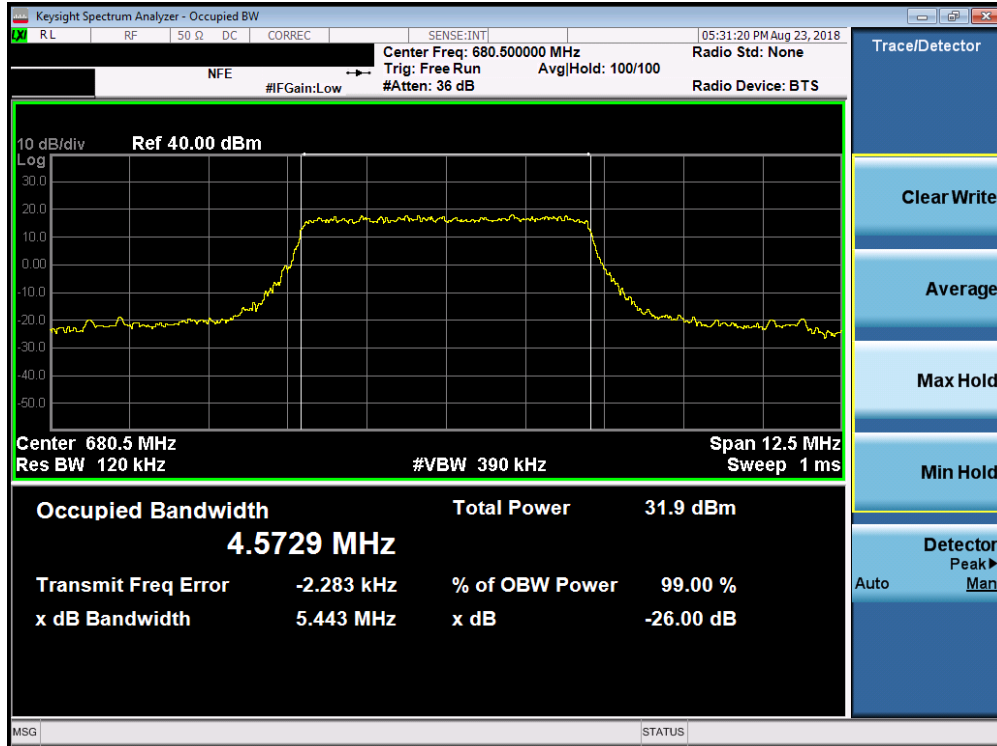 Keysight Spectrum Analyzer - Occupied BW
LXI RL RF 50 Ω DC CORREC SENSE:INT 05:31:20 PM Aug 23, 2018
NFE
#IFGain:Low
Center Freq: 680.500000 MHz
Trig: Free Run Avg|Hold: 100/100
#Atten: 36 dB
Radio Std: None
Radio Device: BTS
10 dB/div Ref 40.00 dBm
Log
30.0
20.0
10.0
0.00
-10.0
-20.0
-30.0
-40.0
-50.0
Center 680.5 MHz Span 12.5 MHz
Res BW 120 kHz #VBW 390 kHz Sweep 1 ms
Occupied Bandwidth Total Power 31.9 dBm
4.5729 MHz
Transmit Freq Error -2.283 kHz % of OBW Power 99.00 %
x dB Bandwidth 5.443 MHz x dB -26.00 dB
MSG STATUS
Trace/Detector
Clear Write
Average
Max Hold
Min Hold
Detector
Peak▶
Auto Man